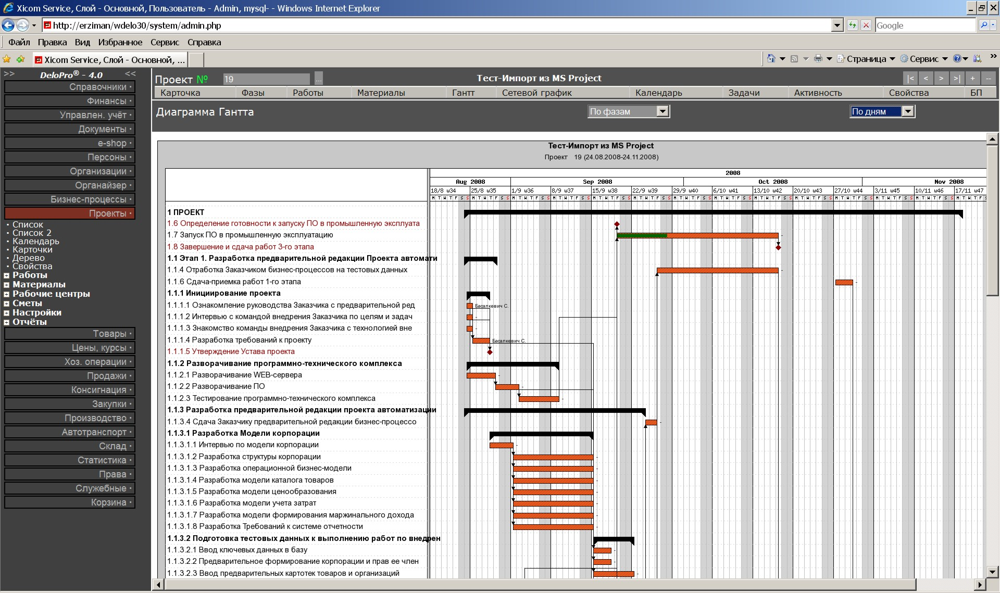 Xicom Service, Слой - Основной, Пользователь - Admin, mysql- - Windows Internet Explorer
http://erziman/wdelo30/system/admin.php
Google
Файл Правка Вид Избранное Сервис Справка
Xicom Service, Слой - Основной, ...
Страница Сервис
>> DeloPro® - 4.0 <<
Справочники
Финансы
Управлен. учёт
Документы
e-shop
Персоны
Организации
Органайзер
Бизнес-процессы
Проекты
Список
Список 2
Календарь
Карточки
Дерево
Свойства
Работы
Материалы
Рабочие центры
Сметы
Настройки
Отчёты
Товары
Цены, курсы
Хоз. операции
Продажи
Консигнация
Закупки
Производство
Автотранспорт
Склад
Статистика
Права
Служебные
Корзина
Проект № 19 ... Тест-Импорт из MS Project |< < > >| + --
Карточка Фазы Работы Материалы Гантт Сетевой график Календарь Задачи Активность Свойства БП
Диаграмма Гантта По фазам По дням
Тест-Импорт из MS Project
Проект 19 (24.08.2008-24.11.2008)
2008
Aug 2008 Sep 2008 Oct 2008 Nov 2008
18/8 w34 25/8 w35 1/9 w36 8/9 w37 15/9 w38 22/9 w39 29/9 w40 6/10 w41 13/10 w42 20/10 w43 27/10 w44 3/11 w45 10/11 w46 17/11 w47
M T W T F S S M T W T F S S M T W T F S S M T W T F S S M T W T F S S M T W T F S S M T W T F S S M T W T F S S M T W T F S S M T W T F S S M T W T F S S M T W T F S S M T W T F S S M T W T F S
1 ПРОЕКТ
1.6 Определение готовности к запуску ПО в промышленную эксплуата
1.7 Запуск ПО в промышленную эксплуатацию
1.8 Завершение и сдача работ 3-го этапа
1.1 Этап 1. Разработка предварительной редакции Проекта автомати
1.1.4 Отработка Заказчиком бизнес-процессов на тестовых данных
1.1.6 Сдача-приемка работ 1-го этапа
1.1.1 Инициирование проекта
1.1.1.1 Ознакомление руководства Заказчика с предварительной ред Басалкевич С.
1.1.1.2 Интервью с командой внедрения Заказчика по целям и задач
1.1.1.3 Знакомство команды внедрения Заказчика с технологией вне
1.1.1.4 Разработка требований к проекту Басалкевич С.
1.1.1.5 Утверждение Устава проекта
1.1.2 Разворачивание программно-технического комплекса
1.1.2.1 Разворачивание WEB-сервера
1.1.2.2 Разворачивание ПО
1.1.2.3 Тестирование программно-технического комплекса
1.1.3 Разработка предварительной редакции проекта автоматизации
1.1.3.4 Сдача Заказчику предварительной редакции бизнес-процессо
1.1.3.1 Разработка Модели корпорации
1.1.3.1.1 Интервью по модели корпорации
1.1.3.1.2 Разработка структуры корпорации
1.1.3.1.3 Разработка операционной бизнес-модели
1.1.3.1.4 Разработка модели каталога товаров
1.1.3.1.5 Разработка модели ценообразования
1.1.3.1.6 Разработка модели учета затрат
1.1.3.1.7 Разработка модели формирования маржинального дохода
1.1.3.1.8 Разработка Требований к системе отчетности
1.1.3.2 Подготовка тестовых данных к выполнению работ по внедрен
1.1.3.2.1 Ввод ключевых данных в базу
1.1.3.2.2 Предварительное формирование корпорации и прав ее член
1.1.3.2.3 Ввод предварительных картотек товаров и организаций